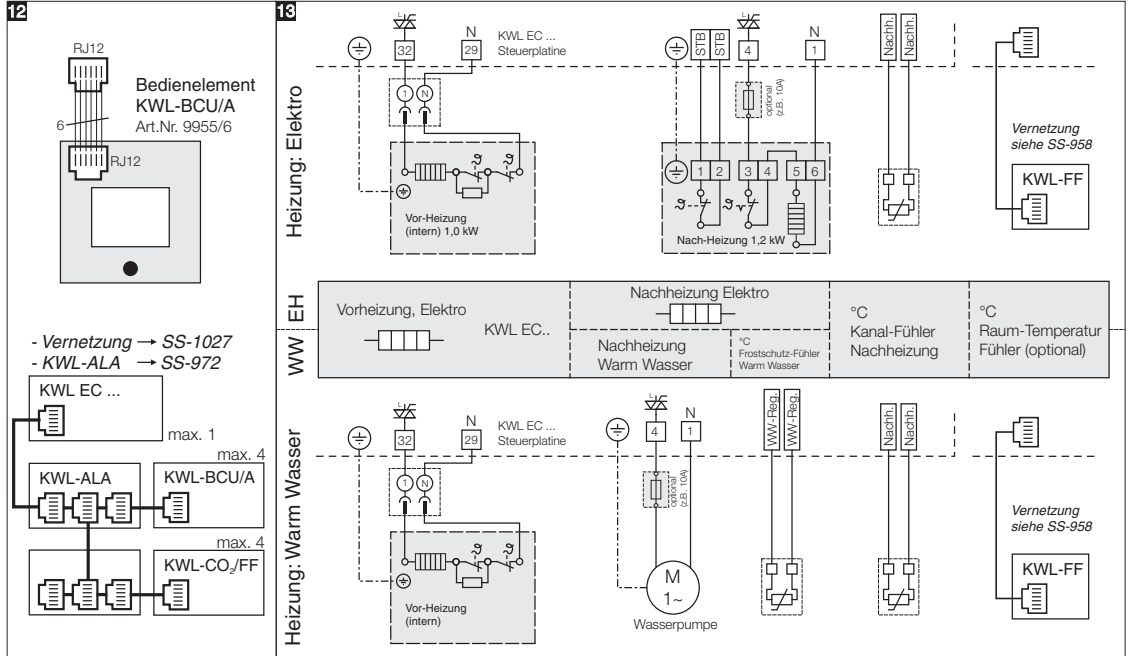 12
RJ12
Bedienelement
KWL-BCU/A
Art.Nr. 9955/6
6
RJ12
- Vernetzung → SS-1027
- KWL-ALA → SS-972
KWL EC ...
max. 1
max. 4
KWL-ALA
KWL-BCU/A
max. 4
KWL-CO₂/FF
13
Heizung: Elektro
32
N
29
KWL EC ...
Steuerplatine
1
N
ϑ
ϑ
Vor-Heizung
(intern) 1,0 kW
STB
STB
4
N
1
optional
(z.B. 10A)
1
2
3
4
5
6
ϑ
ϑ
Nach-Heizung 1,2 kW
Nachh.
Nachh.
Vernetzung
siehe SS-958
KWL-FF
EH
WW
Vorheizung, Elektro
KWL EC..
Nachheizung Elektro
Nachheizung
Warm Wasser
°C
Frostschutz-Fühler
Warm Wasser
°C
Kanal-Fühler
Nachheizung
°C
Raum-Temperatur
Fühler (optional)
Heizung: Warm Wasser
32
N
29
KWL EC ...
Steuerplatine
1
N
ϑ
ϑ
Vor-Heizung
(intern)
4
N
1
optional
(z.B. 10A)
M
1~
Wasserpumpe
WW-Reg.
WW-Reg.
Nachh.
Nachh.
Vernetzung
siehe SS-958
KWL-FF